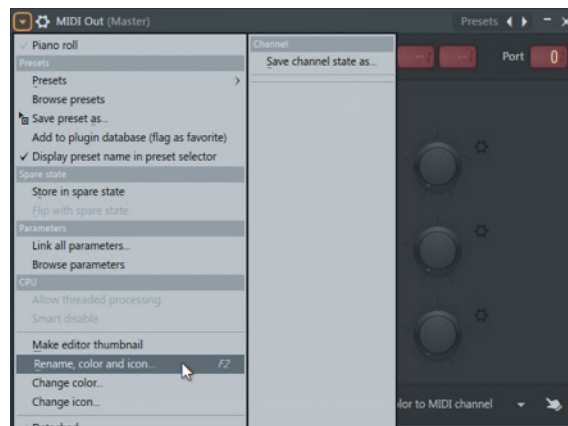 MIDI Out (Master)
Presets
Piano roll
Presets
Presets
Browse presets
Save preset as...
Add to plugin database (flag as favorite)
Display preset name in preset selector
Spare state
Store in spare state
Flip with spare state
Parameters
Link all parameters...
Browse parameters
CPU
Allow threaded processing
Smart disable
Make editor thumbnail
Rename, color and icon... F2
Change color...
Change icon...
Detached
Channel
Save channel state as...
Port 0
lor to MIDI channel